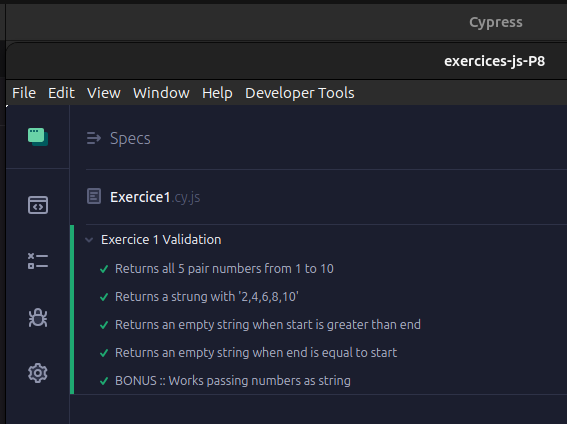 Cypress
exercices-js-P8
File Edit View Window Help Developer Tools
Specs
Exercice1.cy.js
Exercice 1 Validation
Returns all 5 pair numbers from 1 to 10
Returns a strung with '2,4,6,8,10'
Returns an empty string when start is greater than end
Returns an empty string when end is equal to start
BONUS :: Works passing numbers as string